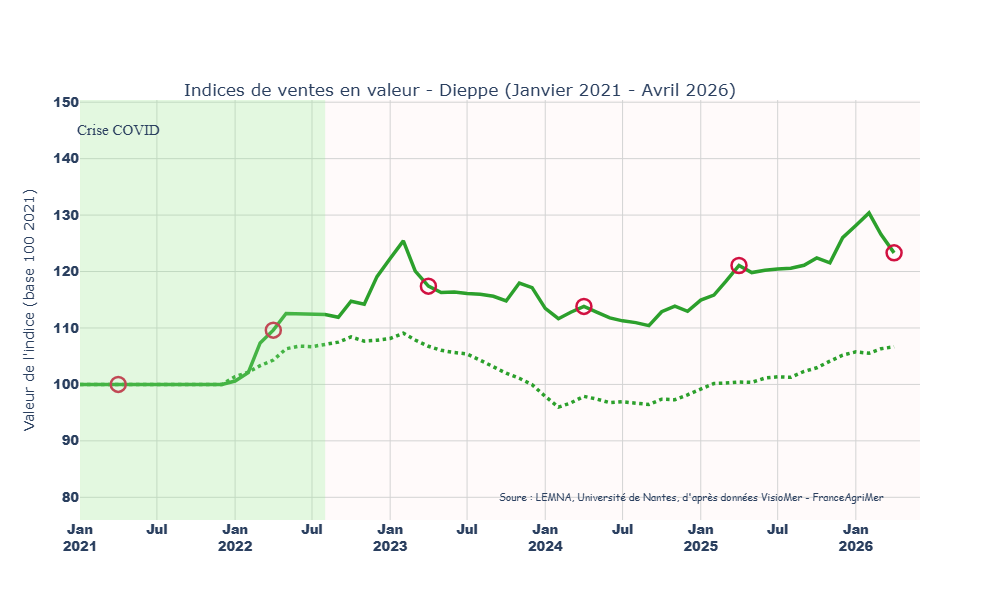 Indices de ventes en valeur - Dieppe (Janvier 2021 - Avril 2026)
Valeur de l'indice (base 100 2021)
150
Crise COVID
140
130
120
110
100
90
80
Soure : LEMNA, Université de Nantes, d'après données VisioMer - FranceAgriMer
Jan Jul Jan Jul Jan Jul Jan Jul Jan Jul Jan
2021 2022 2023 2024 2025 2026